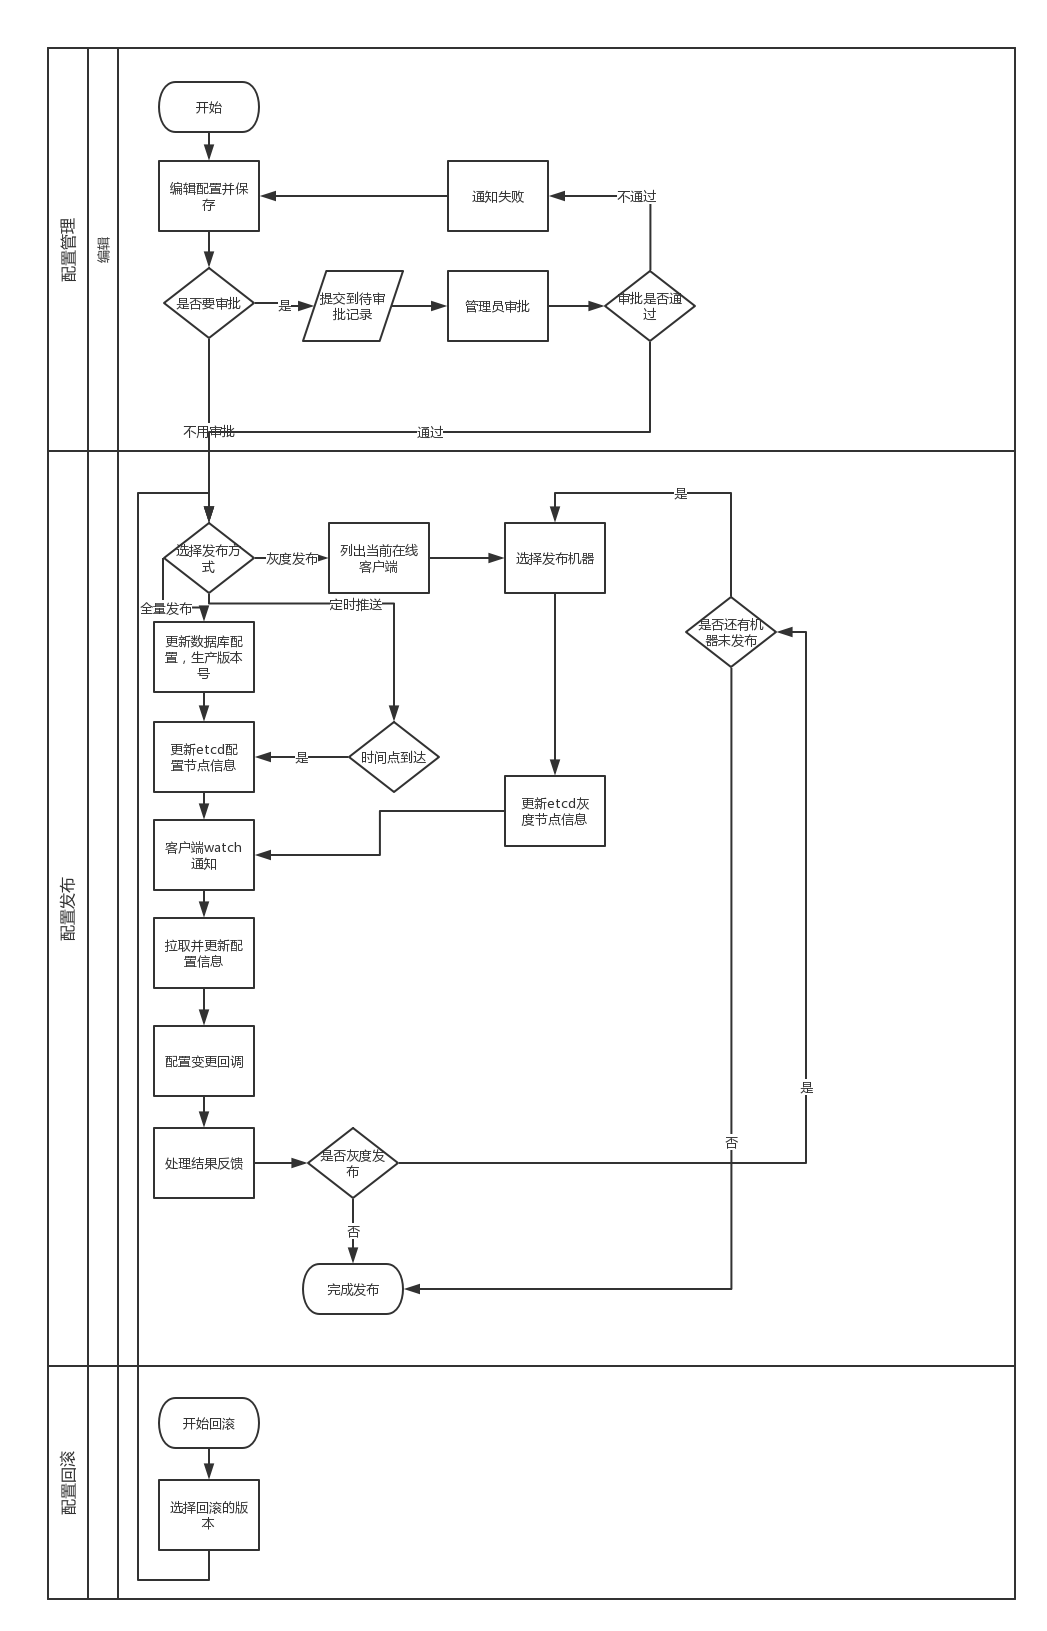 配置管理
编辑
开始
编辑配置并保
存
通知失败
不通过
是否要审批
是
提交到待审
批记录
管理员审批
审批是否通
过
不用审批
通过
配置发布
是
选择发布方
式
灰度发布
列出当前在线
客户端
选择发布机器
全量发布
定时推送
是否还有机
器未发布
更新数据库配
置，生产版本
号
更新etcd配
置节点信息
是
时间点到达
更新etcd灰
度节点信息
客户端watch
通知
拉取并更新配
置信息
配置变更回调
是
否
处理结果反馈
是否灰度发
布
否
完成发布
配置回滚
开始回滚
选择回滚的版
本